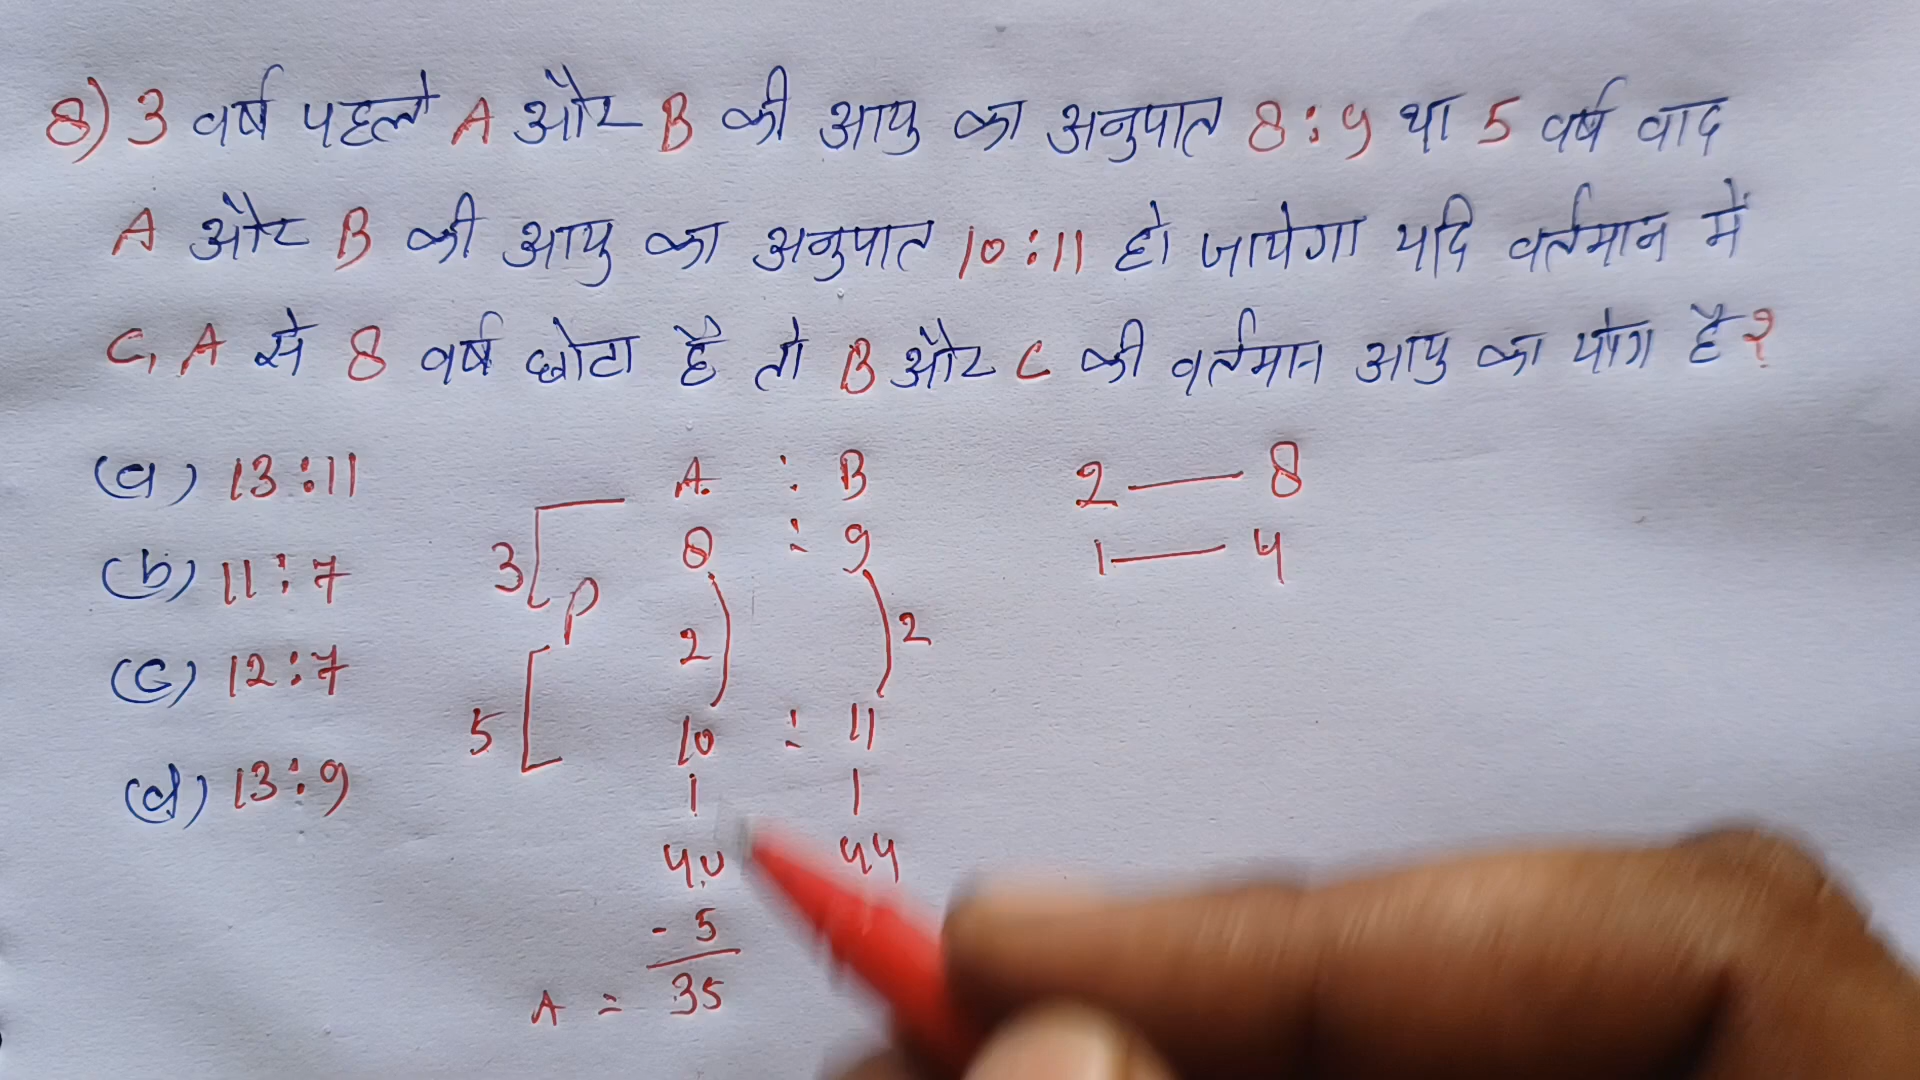 8) 3 वर्ष पहले A और B की आयु का अनुपात 8:9 था 5 वर्ष वाद
A और B की आयु का अनुपात 10:11 हो जायेगा यदि वर्तमान में
C, A से 8 वर्ष छोटा है तो B और C की वर्तमान आयु का योग है?
(a) 13:11
(b) 11:7
(c) 12:7
(d) 13:9
A : B
3 8 : 9
P
2 2
5 10 : 11
1 1
40 44
- 5
A = 35
2 — 8
1 — 4